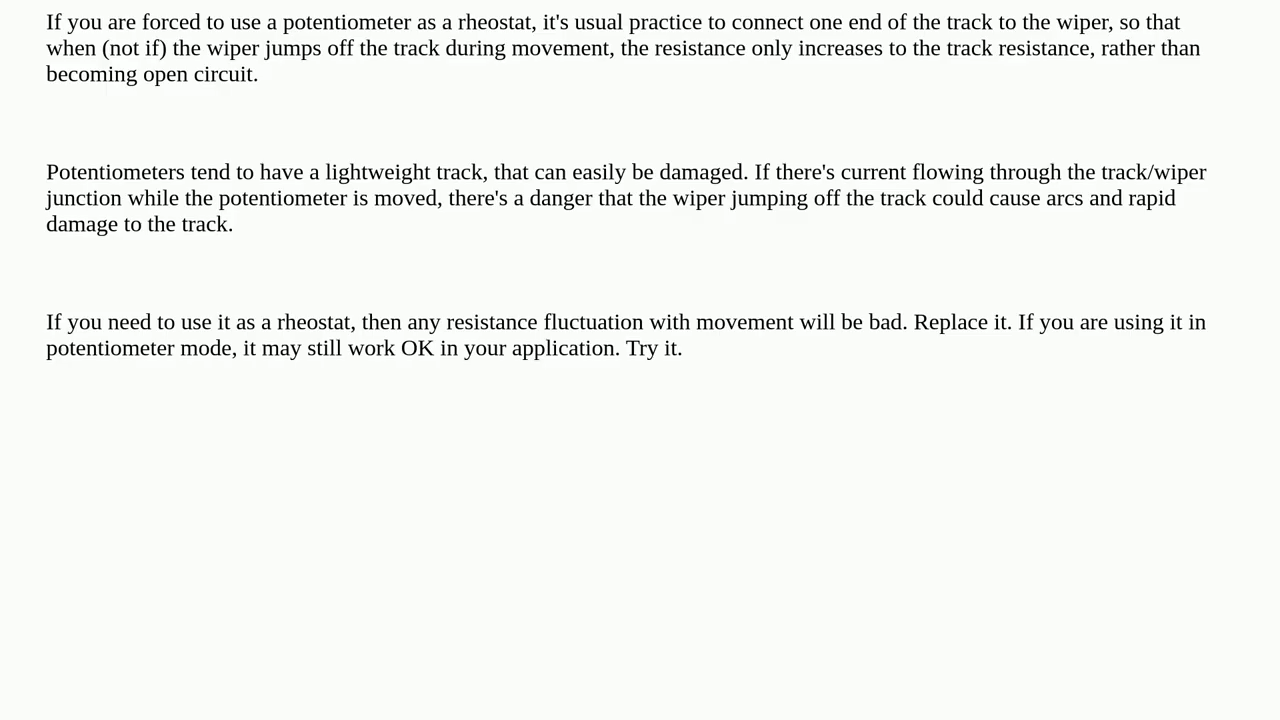 If you are forced to use a potentiometer as a rheostat, it's usual practice to connect one end of the track to the wiper, so that
when (not if) the wiper jumps off the track during movement, the resistance only increases to the track resistance, rather than
becoming open circuit.
Potentiometers tend to have a lightweight track, that can easily be damaged. If there's current flowing through the track/wiper
junction while the potentiometer is moved, there's a danger that the wiper jumping off the track could cause arcs and rapid
damage to the track.
If you need to use it as a rheostat, then any resistance fluctuation with movement will be bad. Replace it. If you are using it in
potentiometer mode, it may still work OK in your application. Try it.